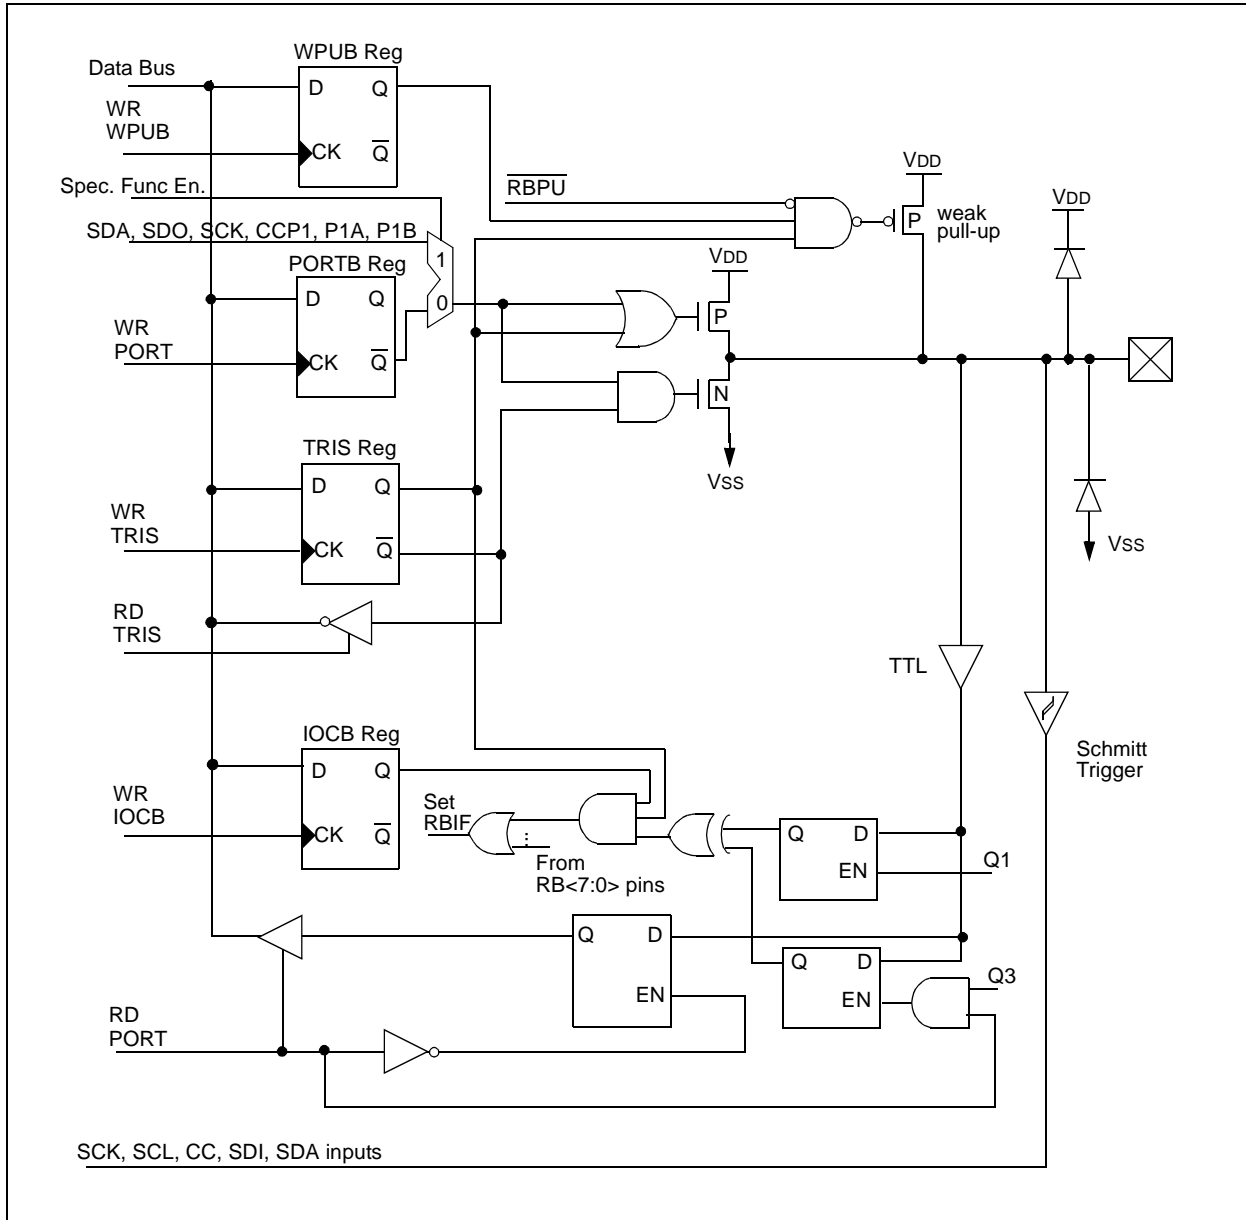 WPUB Reg
Data Bus
D
Q
WR
WPUB
CK
Q
Spec. Func En.
RBPU
VDD
P
weak
pull-up
VDD
SDA, SDO, SCK, CCP1, P1A, P1B
1
0
PORTB Reg
D
Q
WR
PORT
CK
Q
VDD
P
N
VSS
TRIS Reg
D
Q
WR
TRIS
CK
Q
VSS
RD
TRIS
TTL
Schmitt
Trigger
IOCB Reg
D
Q
WR
IOCB
CK
Q
Set
RBIF
From
RB<7:0> pins
Q
D
EN
Q1
Q
D
EN
Q
D
EN
Q3
RD
PORT
SCK, SCL, CC, SDI, SDA inputs